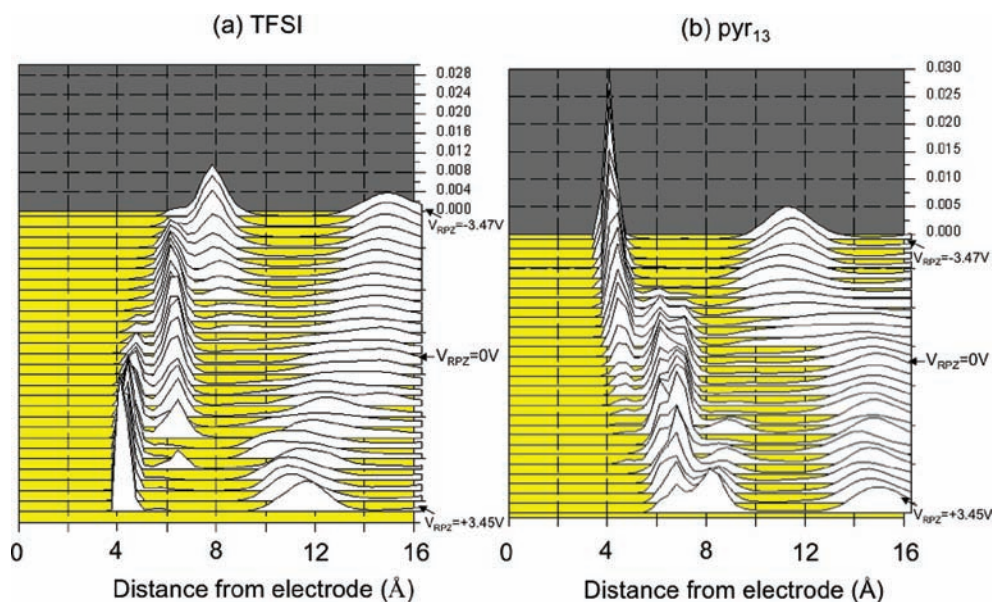 (a) TFSI
(b) pyr13
0.028
0.024
0.020
0.016
0.012
0.008
0.004
0.000
VRPZ=-3.47V
VRPZ=0V
VRPZ=+3.45V
0 4 8 12 16
Distance from electrode (Å)
0.030
0.025
0.020
0.015
0.010
0.005
0.000
VRPZ=-3.47V
VRPZ=0V
VRPZ=+3.45V
0 4 8 12 16
Distance from electrode (Å)